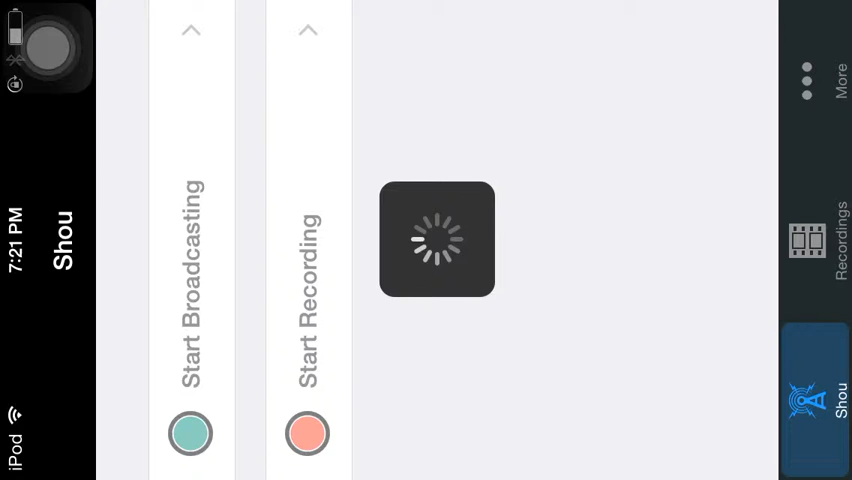 iPod 7:21 PM
Shou
Start Broadcasting
Start Recording
Shou Recordings More